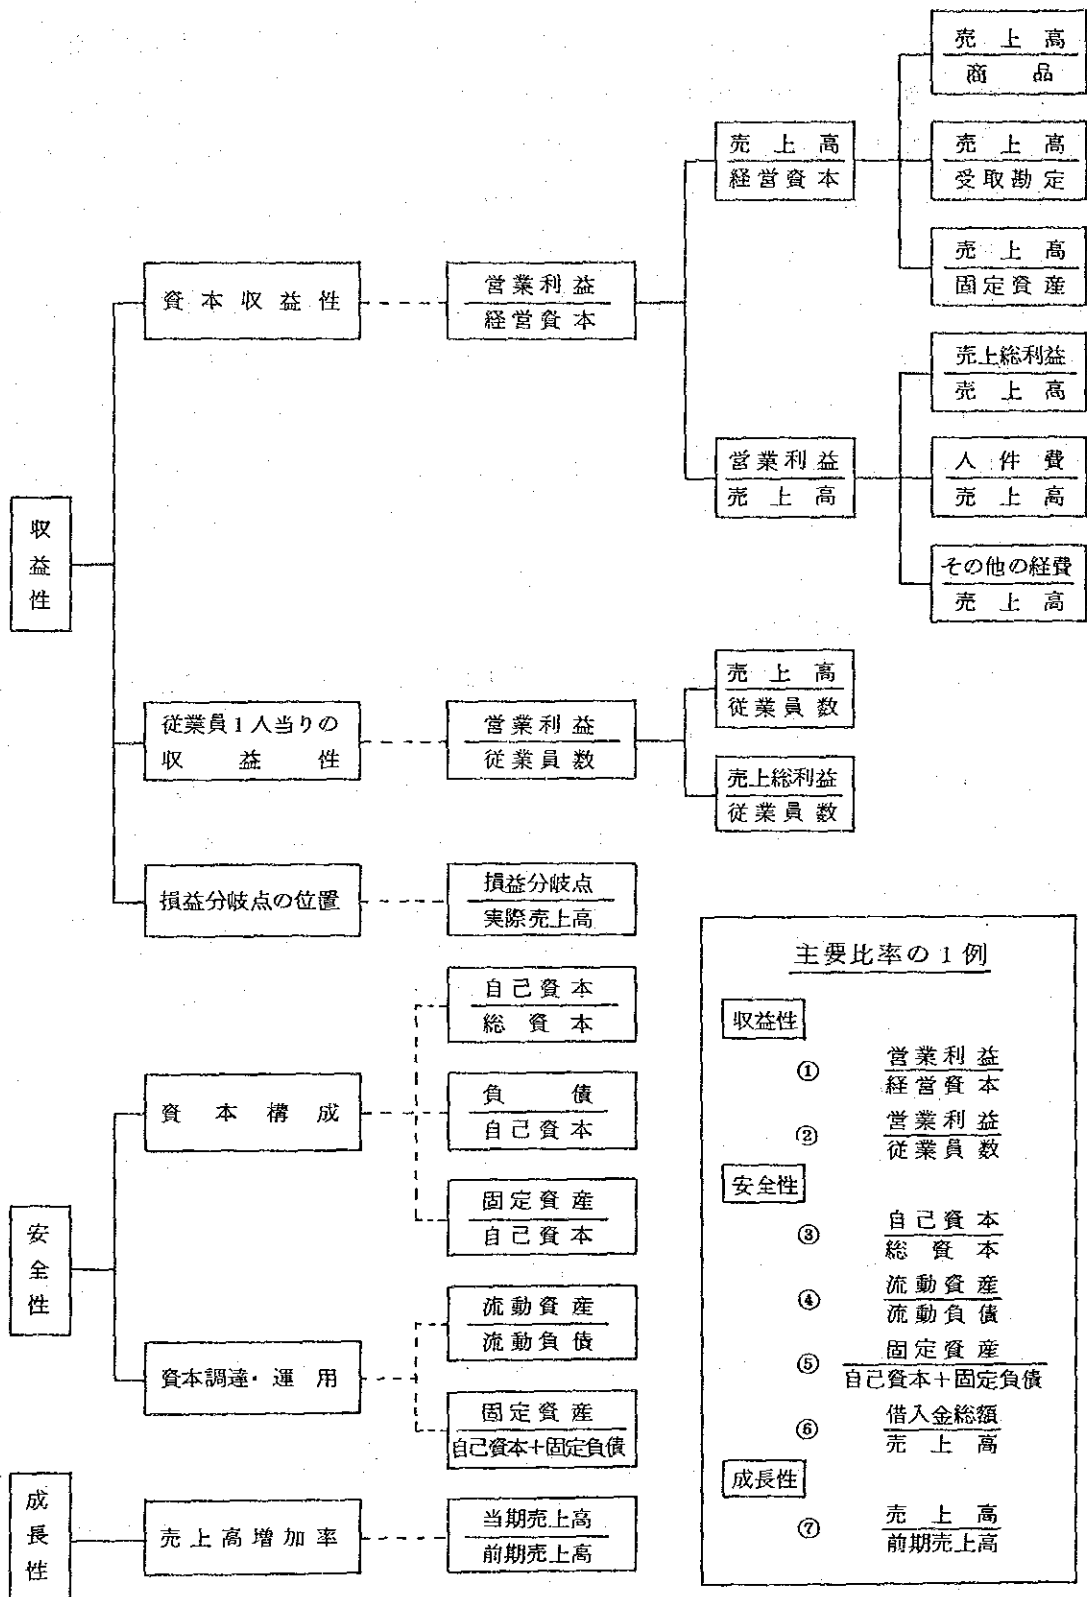 売上高
商品
売上高
経営資本
売上高
受取勘定
売上高
固定資産
資本収益性
営業利益
経営資本
売上総利益
売上高
営業利益
売上高
人件費
売上高
その他の経費
売上高
収益性
従業員1人当りの
収益性
営業利益
従業員数
売上高
従業員数
売上総利益
従業員数
損益分岐点の位置
損益分岐点
実際売上高
安全性
資本構成
自己資本
総資本
負債
自己資本
固定資産
自己資本
資本調達・運用
流動資産
流動負債
固定資産
自己資本+固定負債
成長性
売上高増加率
当期売上高
前期売上高
主要比率の1例
収益性
① 営業利益
経営資本
② 営業利益
従業員数
安全性
③ 自己資本
総資本
④ 流動資産
流動負債
⑤ 固定資産
自己資本+固定負債
⑥ 借入金総額
売上高
成長性
⑦ 売上高
前期売上高